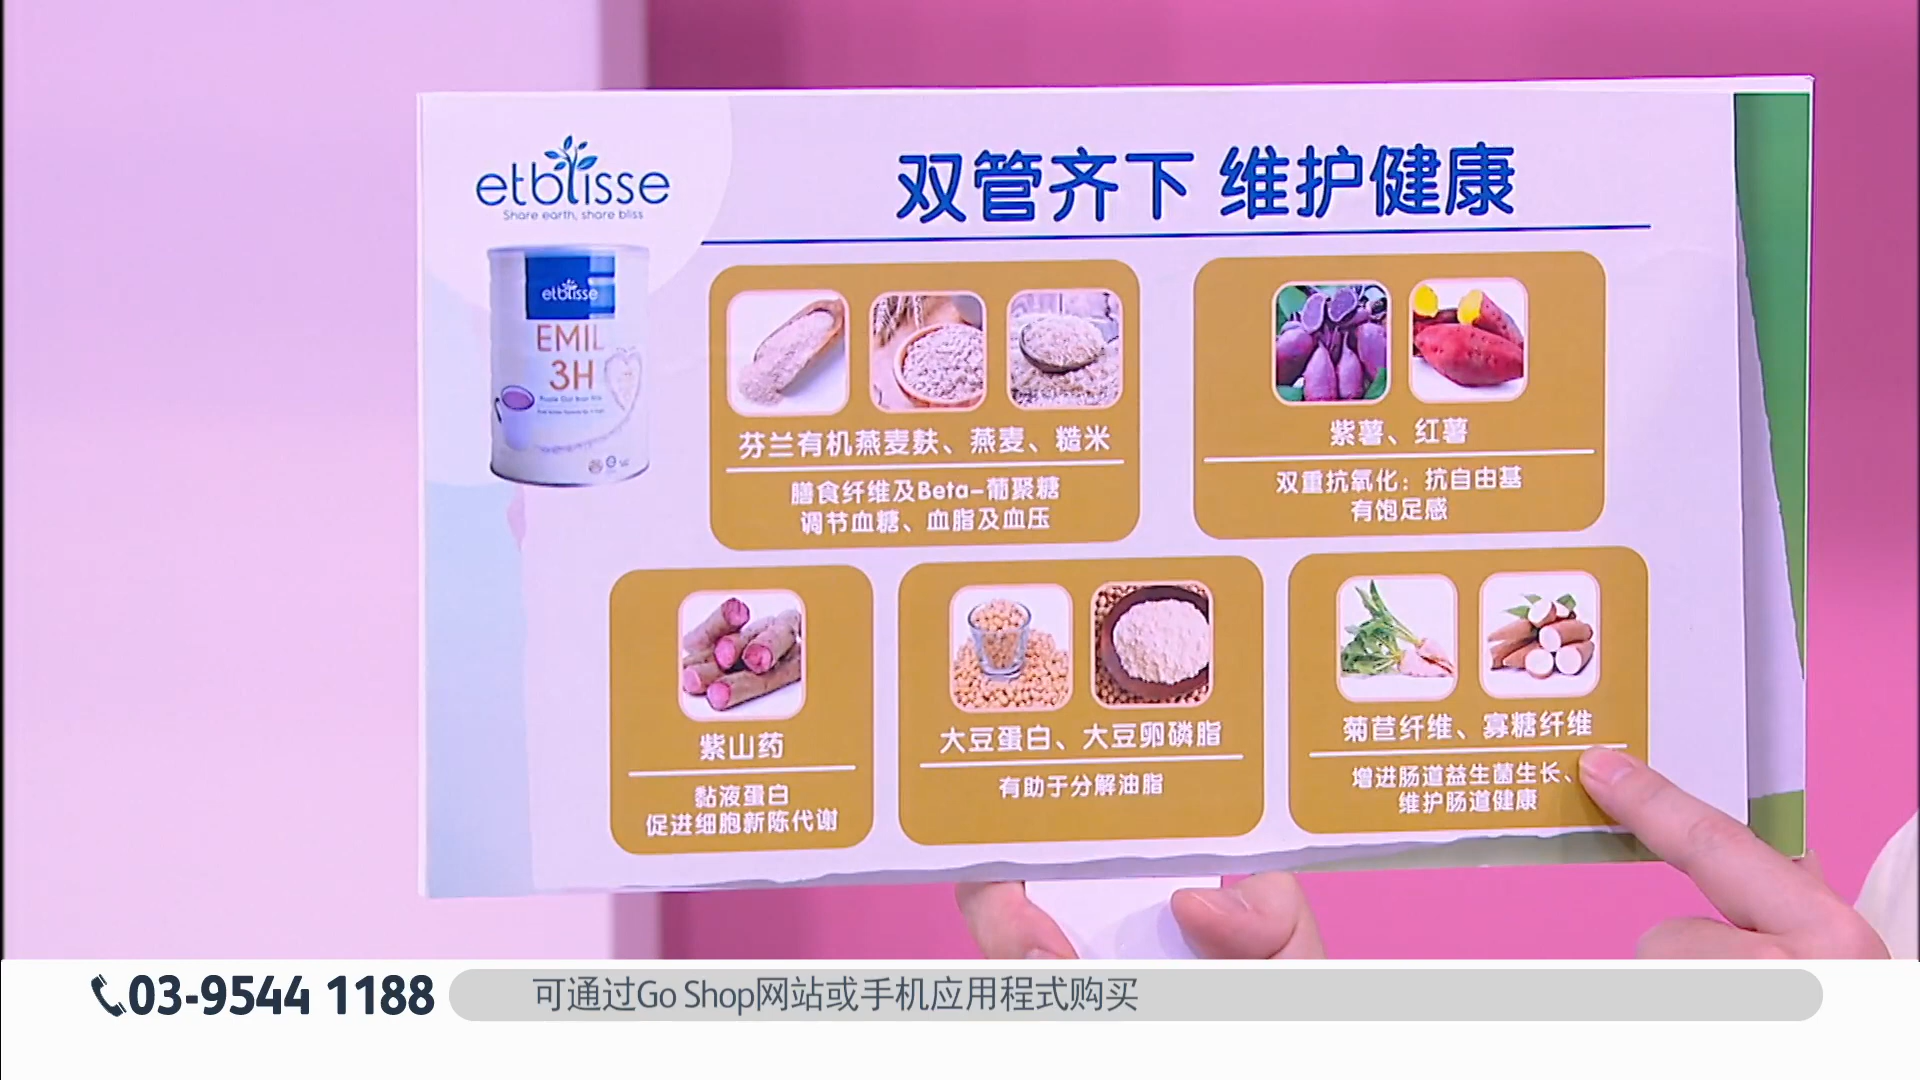 etblisse
Share earth, share bliss
双管齐下 维护健康
etblisse
EMIL
3H
芬兰有机燕麦麸、燕麦、糙米
膳食纤维及Beta-葡聚糖
调节血糖、血脂及血压
紫薯、红薯
双重抗氧化：抗自由基
有饱足感
紫山药
黏液蛋白
促进细胞新陈代谢
大豆蛋白、大豆卵磷脂
有助于分解油脂
菊苣纤维、寡糖纤维
增进肠道益生菌生长、
维护肠道健康
03-9544 1188
可通过Go Shop网站或手机应用程式购买